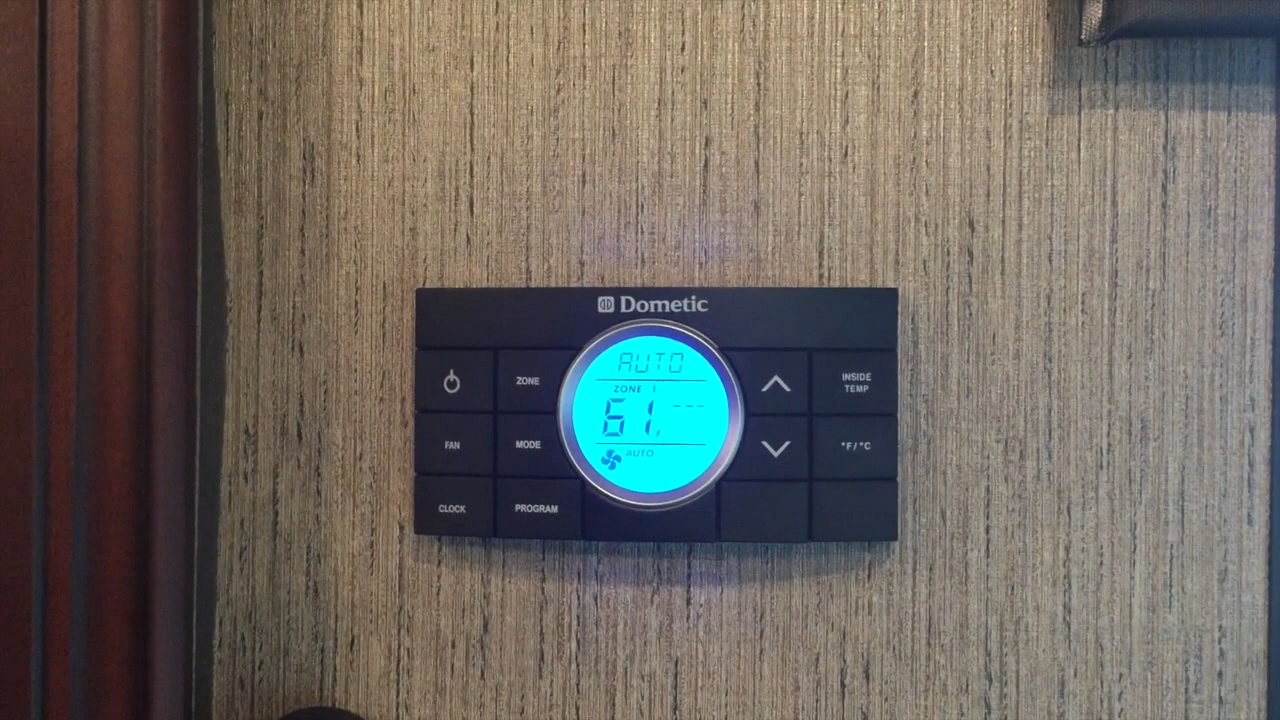 Dometic
AUTO
ZONE 1
61 ---
AUTO
ZONE
INSIDE
TEMP
FAN
MODE
°F/°C
CLOCK
PROGRAM